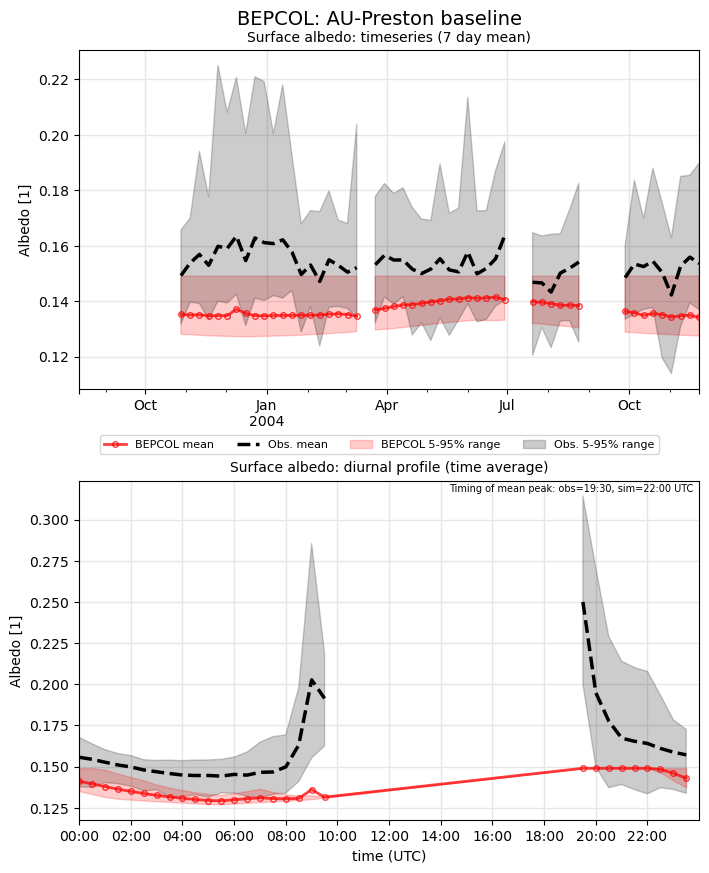 BEPCOL: AU-Preston baseline
Surface albedo: timeseries (7 day mean)
Albedo [1]
0.22
0.20
0.18
0.16
0.14
0.12
Oct Jan Apr Jul Oct
2004
BEPCOL mean Obs. mean BEPCOL 5-95% range Obs. 5-95% range
Surface albedo: diurnal profile (time average)
Timing of mean peak: obs=19:30, sim=22:00 UTC
Albedo [1]
0.300
0.275
0.250
0.225
0.200
0.175
0.150
0.125
00:00 02:00 04:00 06:00 08:00 10:00 12:00 14:00 16:00 18:00 20:00 22:00
time (UTC)